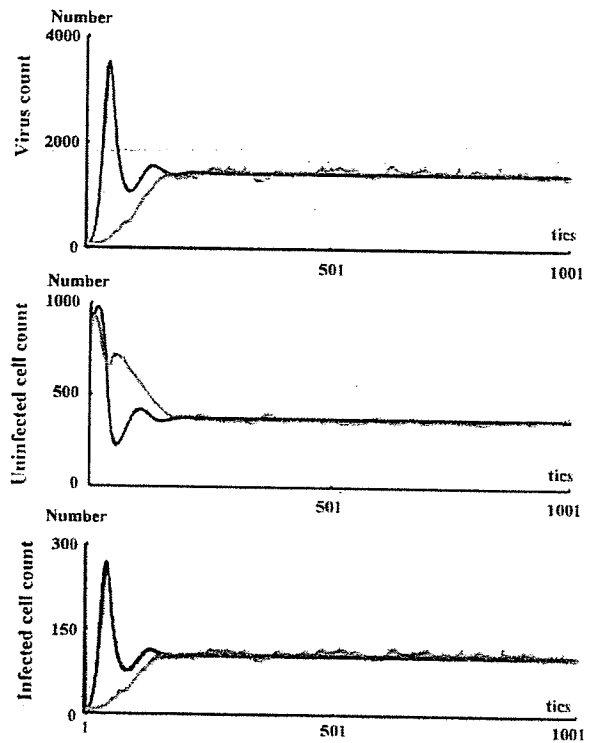 Number
4000
Virus count
2000
0
tics
501
1001
Number
1000
Uninfected cell count
500
0
tics
501
1001
Number
300
Infected cell count
150
0
tics
1
501
1001